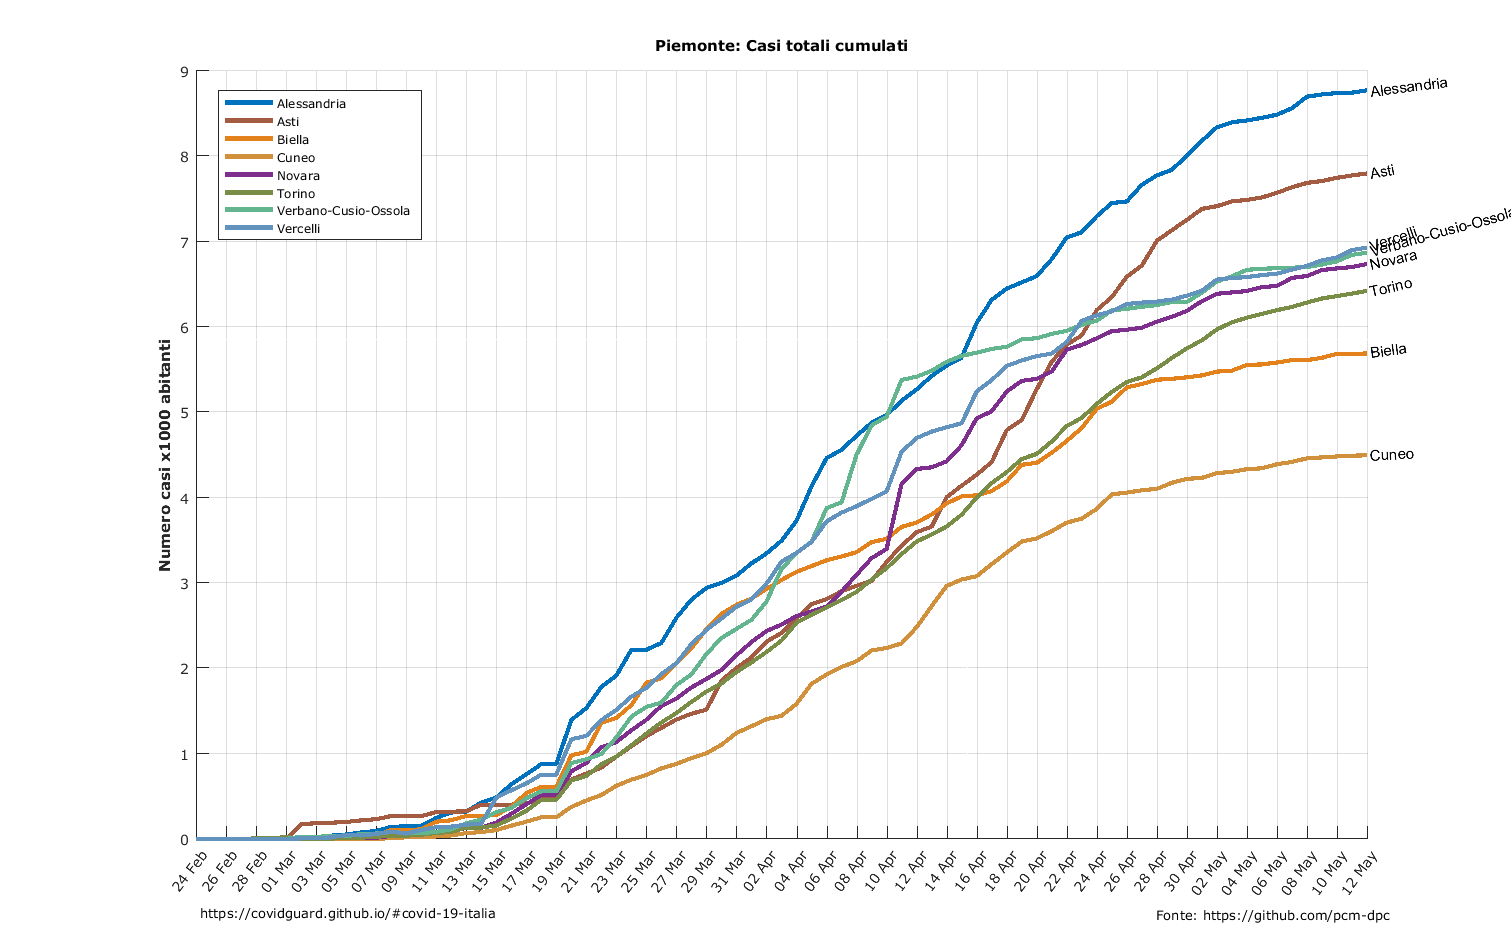 Piemonte: Casi totali cumulati
Numero casi x1000 abitanti
9
8
7
6
5
4
3
2
1
0
Alessandria
Asti
Biella
Cuneo
Novara
Torino
Verbano-Cusio-Ossola
Vercelli
Alessandria
Asti
Vercelli
Verbano-Cusio-Ossola
Novara
Torino
Biella
Cuneo
24 Feb
26 Feb
28 Feb
01 Mar
03 Mar
05 Mar
07 Mar
09 Mar
11 Mar
13 Mar
15 Mar
17 Mar
19 Mar
21 Mar
23 Mar
25 Mar
27 Mar
29 Mar
31 Mar
02 Apr
04 Apr
06 Apr
08 Apr
10 Apr
12 Apr
14 Apr
16 Apr
18 Apr
20 Apr
22 Apr
24 Apr
26 Apr
28 Apr
30 Apr
02 May
04 May
06 May
08 May
10 May
12 May
https://covidguard.github.io/#covid-19-italia
Fonte: https://github.com/pcm-dpc